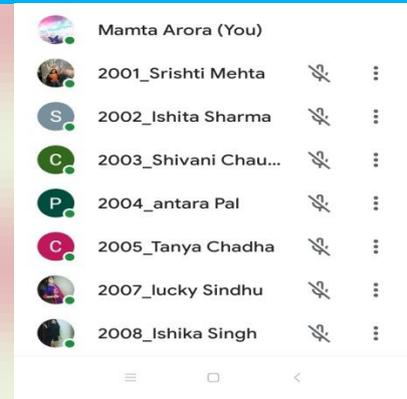 Mamta Arora (You)
2001_Srishti Mehta
S 2002_Ishita Sharma
C 2003_Shivani Chau...
P 2004_antara Pal
C 2005_Tanya Chadha
2007_lucky Sindhu
2008_Ishika Singh